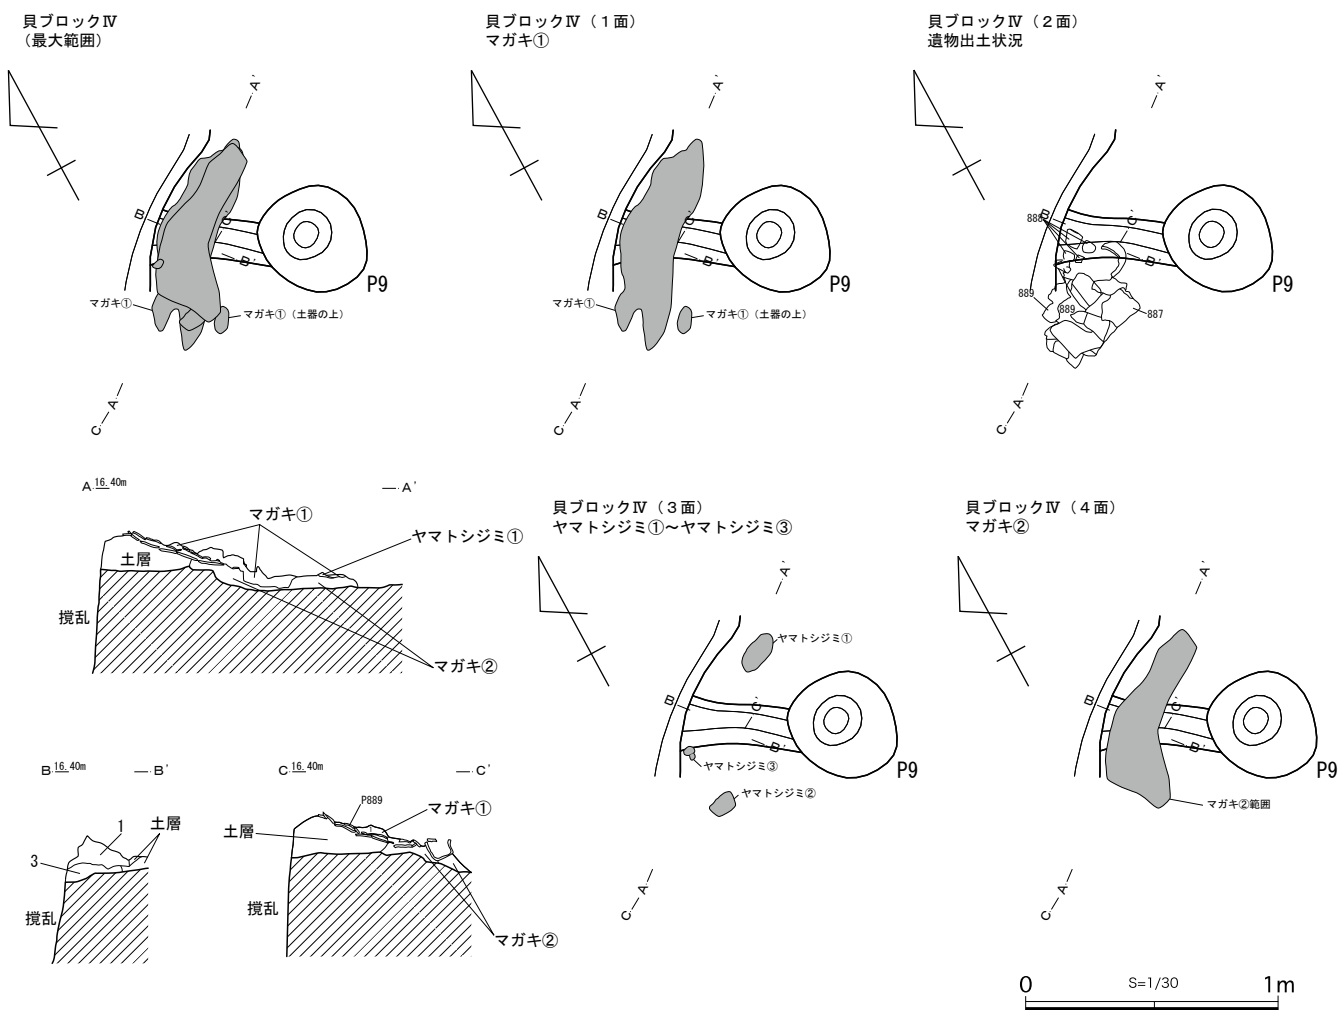 貝ブロックⅣ
（最大範囲）
A'
B
C'
B'
P9
マガキ①
マガキ①（土器の上）
A
C
貝ブロックⅣ（１面）
マガキ①
A'
B
C'
B'
P9
マガキ①
マガキ①（土器の上）
A
C
貝ブロックⅣ（２面）
遺物出土状況
A'
B
888
C'
B'
P9
889
889
887
A
C
A 16.40m
A'
マガキ①
ヤマトシジミ①
土層
撹乱
マガキ②
貝ブロックⅣ（３面）
ヤマトシジミ①～ヤマトシジミ③
A'
ヤマトシジミ①
B
C'
B'
P9
ヤマトシジミ③
ヤマトシジミ②
A
C
貝ブロックⅣ（４面）
マガキ②
A'
B
C'
B'
P9
マガキ②範囲
A
C
B 16.40m
B'
1
土層
3
撹乱
C 16.40m
C'
P889
マガキ①
土層
撹乱
マガキ②
0
S=1/30
1m